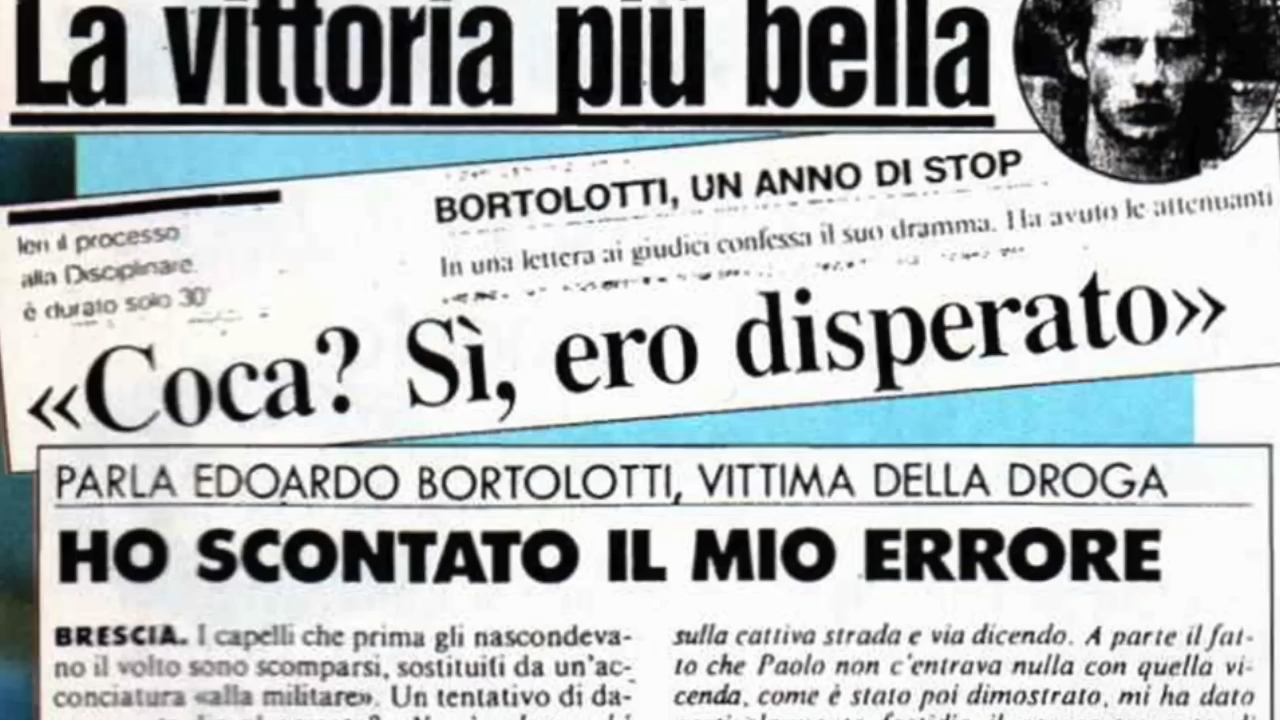 La vittoria più bella
Ieri il processo
alla Disciplinare.
è durato solo 30'
BORTOLOTTI, UN ANNO DI STOP
In una lettera ai giudici confessa il suo dramma. Ha avuto le attenuanti
«Coca? Sì, ero disperato»
PARLA EDOARDO BORTOLOTTI, VITTIMA DELLA DROGA
HO SCONTATO IL MIO ERRORE
BRESCIA. I capelli che prima gli nascondeva-
no il volto sono scomparsi, sostituiti da un'ac-
conciatura «alla militare». Un tentativo di da-
sulla cattiva strada e via dicendo. A parte il fat-
to che Paolo non c'entrava nulla con quella vi-
cenda, come è stato poi dimostrato, mi ha dato